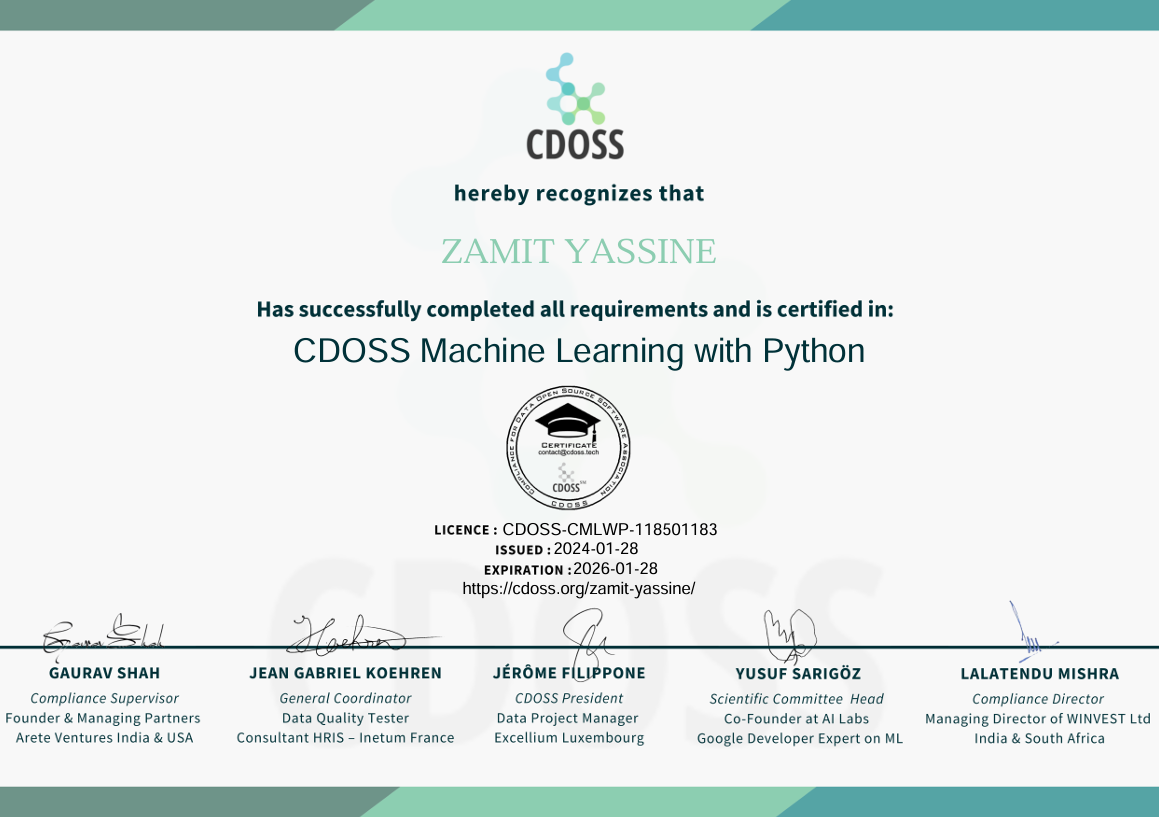 CDOSS
hereby recognizes that
ZAMIT YASSINE
Has successfully completed all requirements and is certified in:
CDOSS Machine Learning with Python
COMPLIANCE FOR DATA OPEN SOURCE SOFTWARE ASSOCIATION
CERTIFICATE
contact@cdoss.tech
CDOSS
CDOSS
LICENCE : CDOSS-CMLWP-118501183
ISSUED : 2024-01-28
EXPIRATION : 2026-01-28
https://cdoss.org/zamit-yassine/
CDOSS
GAURAV SHAH
Compliance Supervisor
Founder & Managing Partners
Arete Ventures India & USA
JEAN GABRIEL KOEHREN
General Coordinator
Data Quality Tester
Consultant HRIS – Inetum France
JÉRÔME FILIPPONE
CDOSS President
Data Project Manager
Excellium Luxembourg
YUSUF SARIGÖZ
Scientific Committee Head
Co-Founder at AI Labs
Google Developer Expert on ML
LALATENDU MISHRA
Compliance Director
Managing Director of WINVEST Ltd
India & South Africa